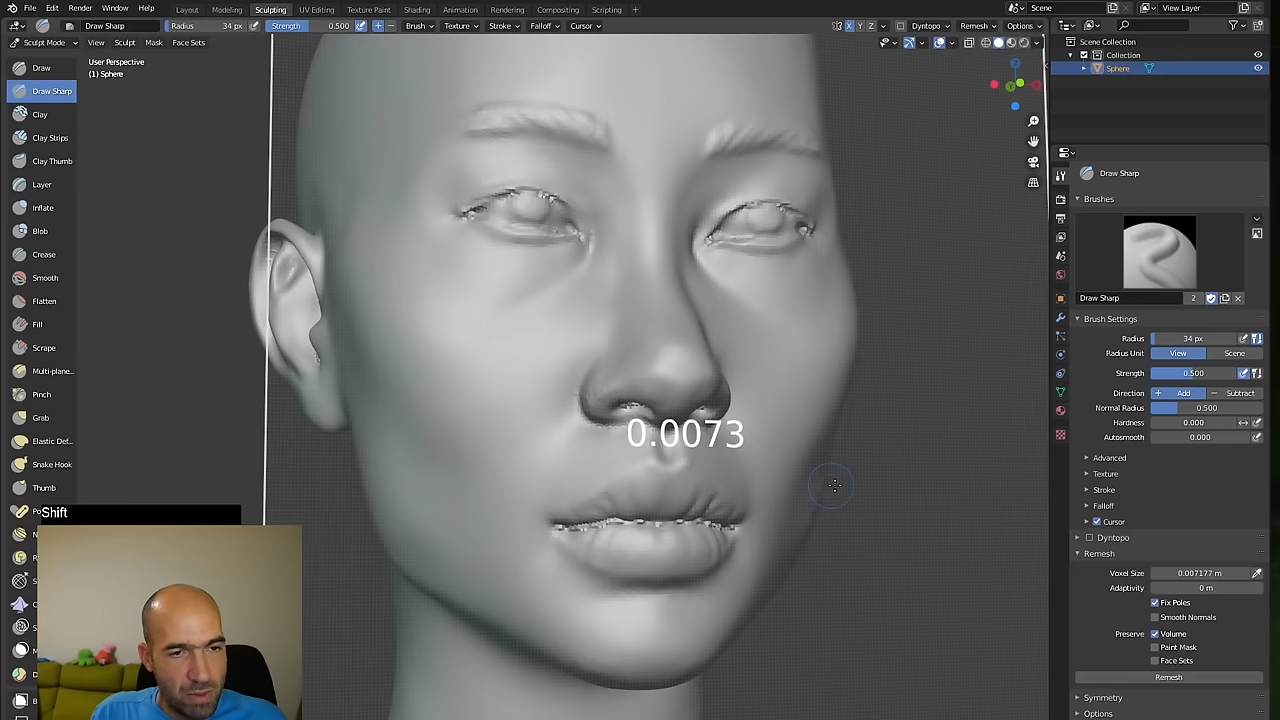 File Edit Render Window Help Layout Modeling Sculpting UV Editing Texture Paint Shading Animation Rendering Compositing Scripting + Scene View Layer
Draw Sharp Radius 34 px Strength 0.500 Brush Texture Stroke Falloff Cursor X Y Z Dyntopo Remesh Options
Sculpt Mode View Sculpt Mask Face Sets
User Perspective
(1) Sphere
Draw
Draw Sharp
Clay
Clay Strips
Clay Thumb
Layer
Inflate
Blob
Crease
Smooth
Flatten
Fill
Scrape
Multi-plane...
Pinch
Grab
Elastic Def...
Snake Hook
Thumb
Shift
0.0073
Scene Collection
Collection
Sphere
Draw Sharp
Brushes
Draw Sharp 2
Brush Settings
Radius 34 px
Radius Unit View Scene
Strength 0.500
Direction + Add − Subtract
Normal Radius 0.500
Hardness 0.000
Autosmooth 0.000
Advanced
Texture
Stroke
Falloff
Cursor
Dyntopo
Remesh
Voxel Size 0.007177 m
Adaptivity 0 m
Fix Poles
Smooth Normals
Preserve Volume
Paint Mask
Face Sets
Remesh
Symmetry
Options